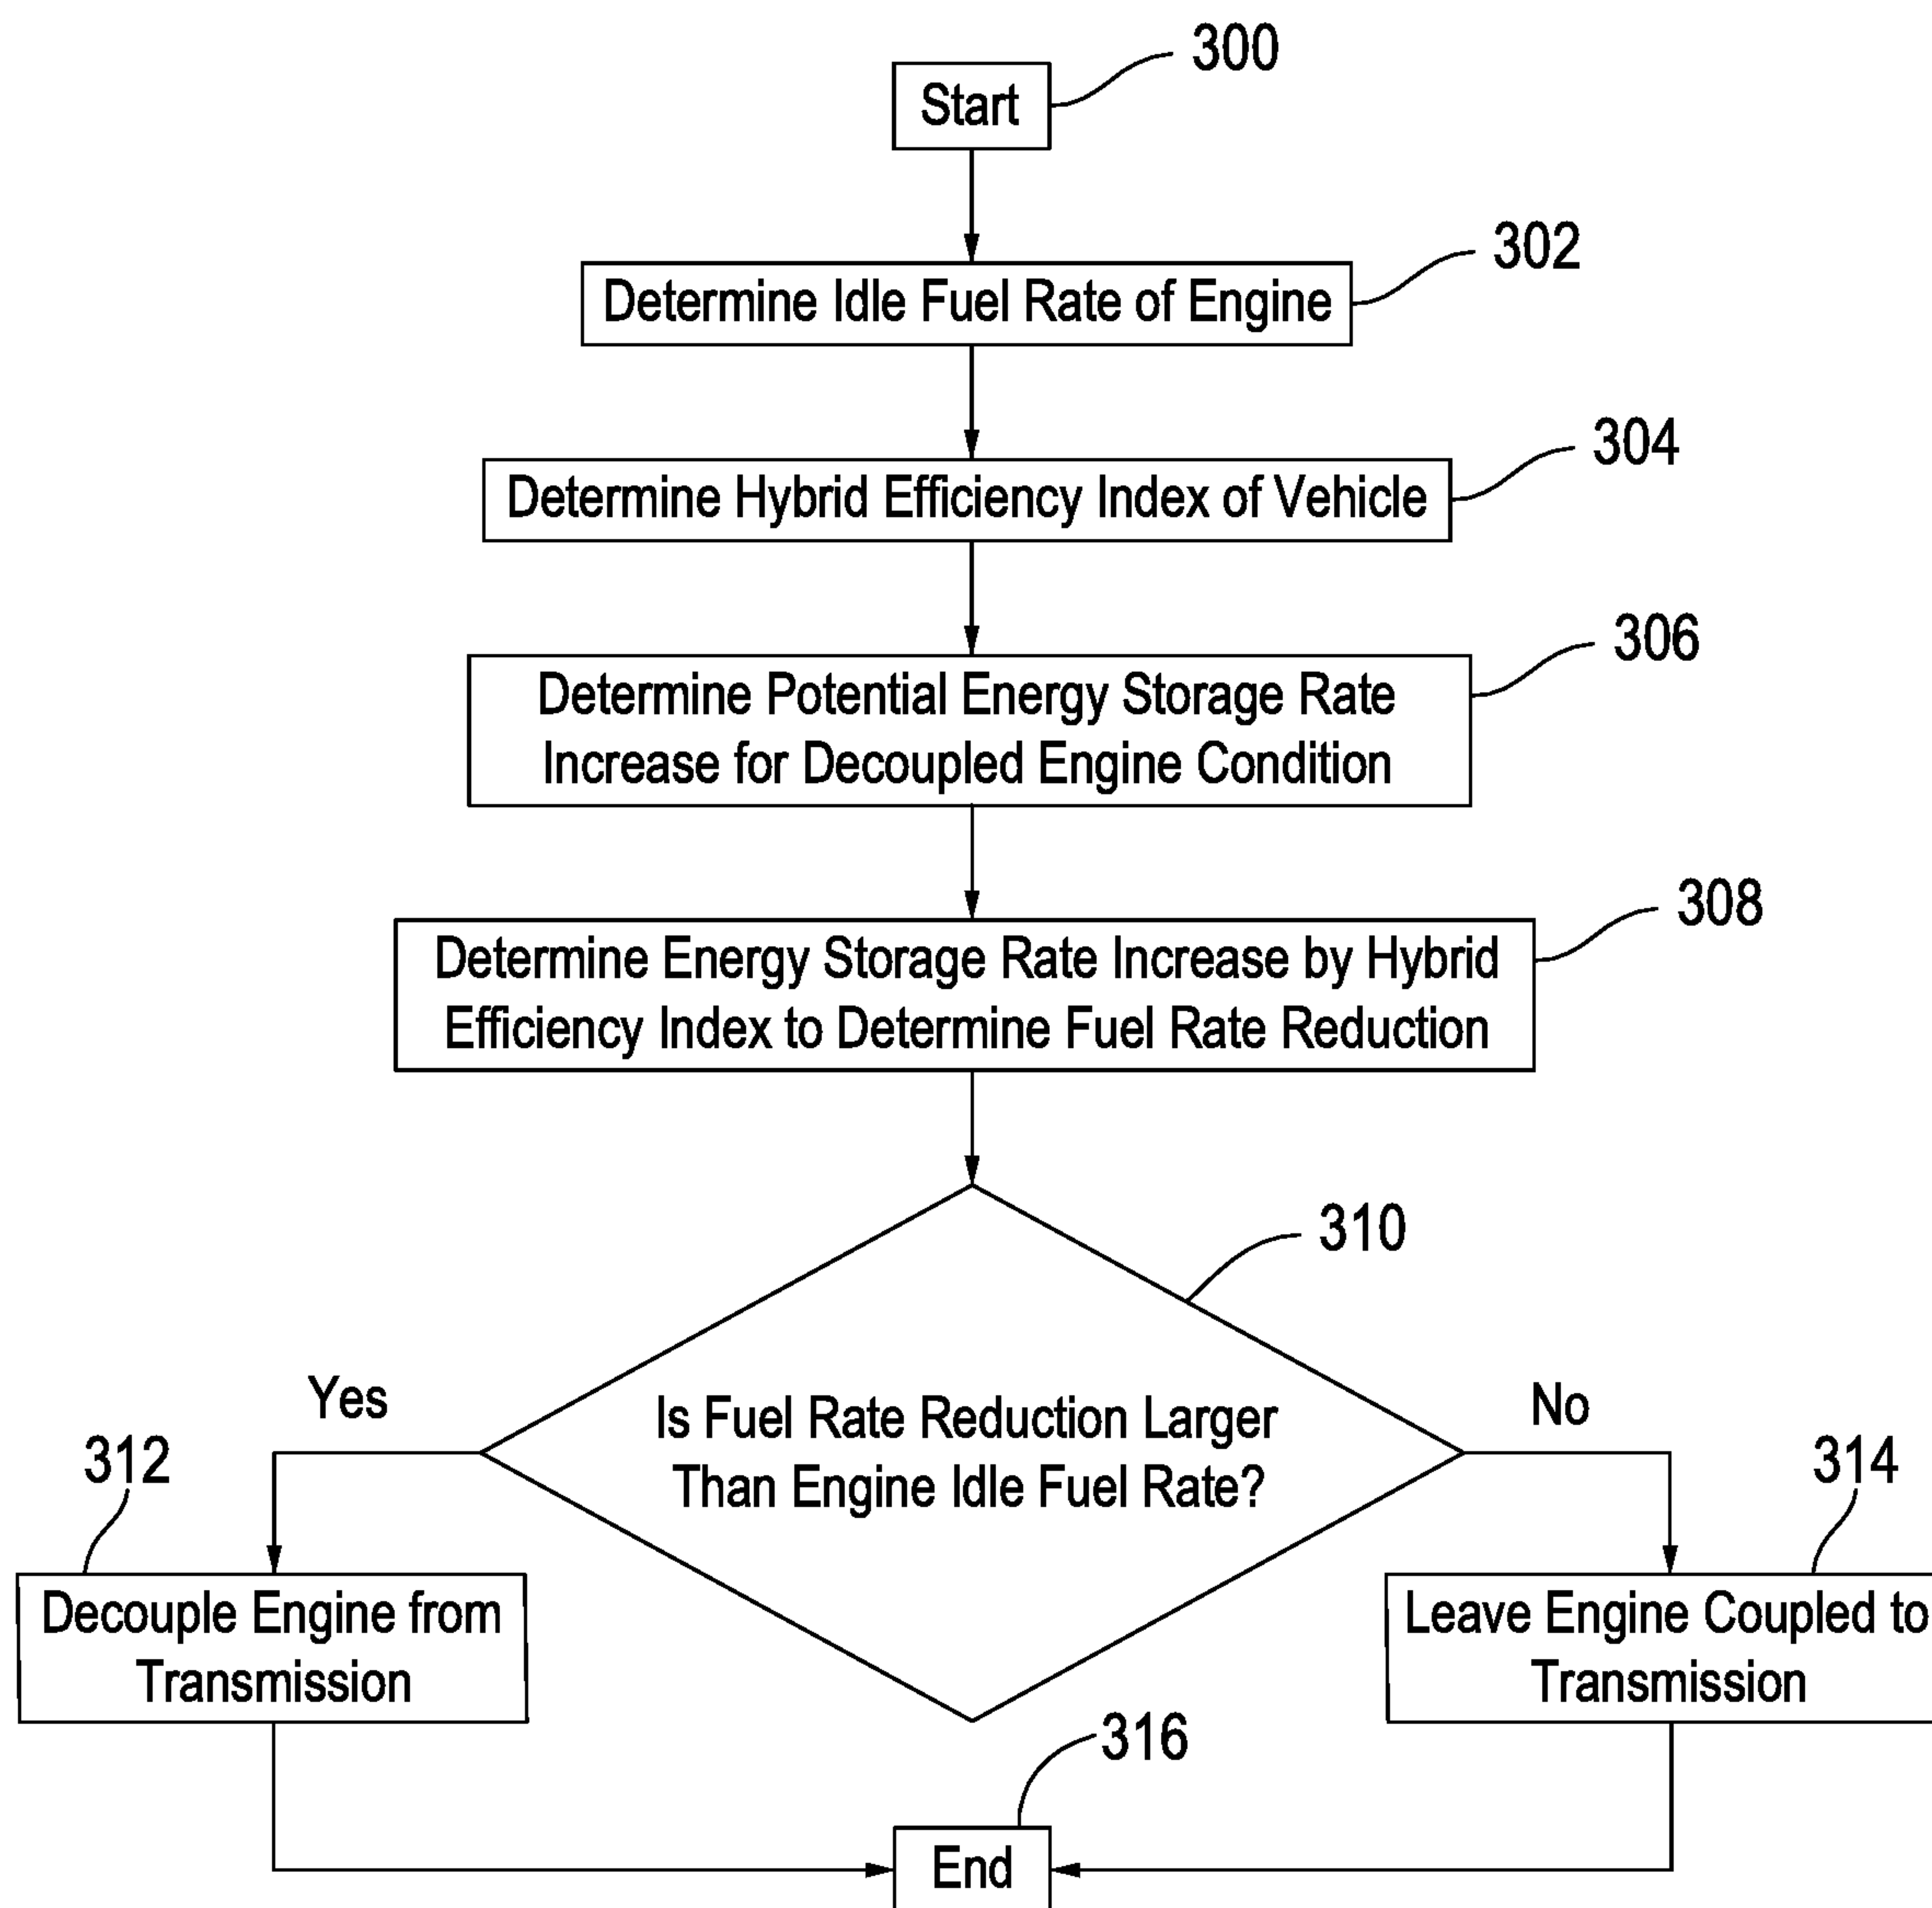 300
Start
302
Determine Idle Fuel Rate of Engine
304
Determine Hybrid Efficiency Index of Vehicle
306
Determine Potential Energy Storage Rate
Increase for Decoupled Engine Condition
308
Determine Energy Storage Rate Increase by Hybrid
Efficiency Index to Determine Fuel Rate Reduction
310
Is Fuel Rate Reduction Larger
Than Engine Idle Fuel Rate?
Yes
No
312
314
Decouple Engine from
Transmission
Leave Engine Coupled to
Transmission
316
End